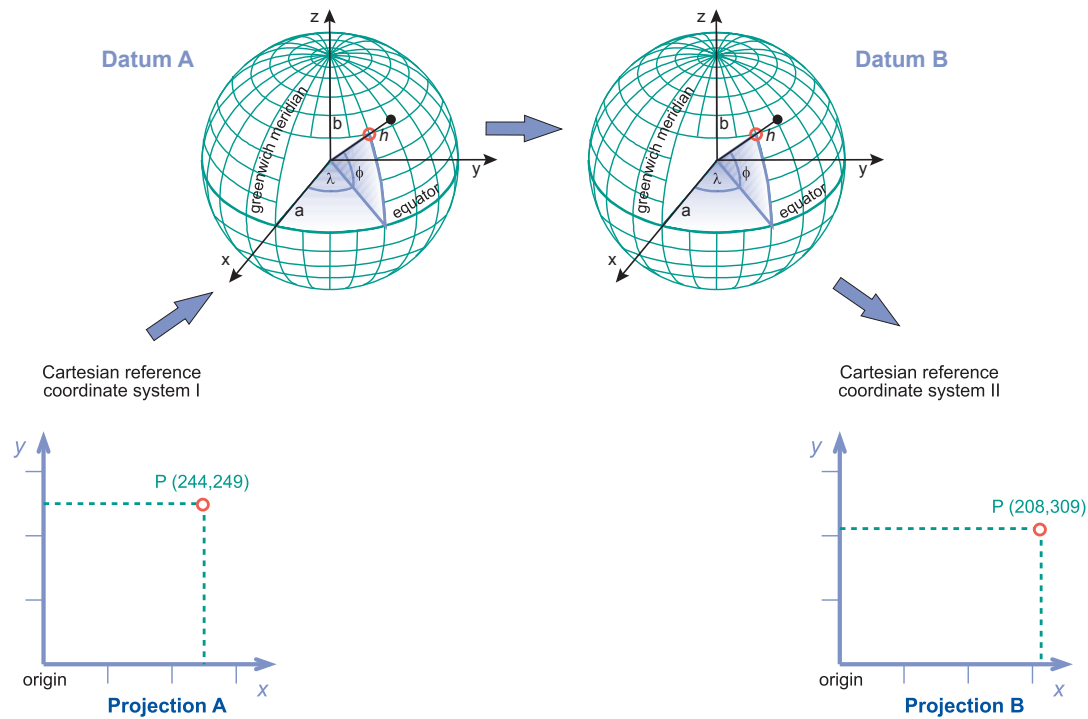 Datum A
z
greenwich meridian
b
h
y
λ
ϕ
a
equator
x
Datum B
z
greenwich meridian
b
h
y
λ
ϕ
a
equator
x
Cartesian reference
coordinate system I
y
P (244,249)
origin
x
Projection A
Cartesian reference
coordinate system II
y
P (208,309)
origin
x
Projection B